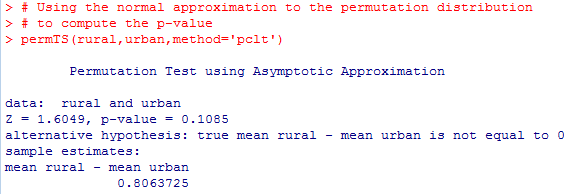 > # Using the normal approximation to the permutation distribution
> # to compute the p-value
> permTS(rural,urban,method='pclt')
Permutation Test using Asymptotic Approximation
data:  rural and urban
Z = 1.6049, p-value = 0.1085
alternative hypothesis: true mean rural - mean urban is not equal to 0
sample estimates:
mean rural - mean urban
0.8063725